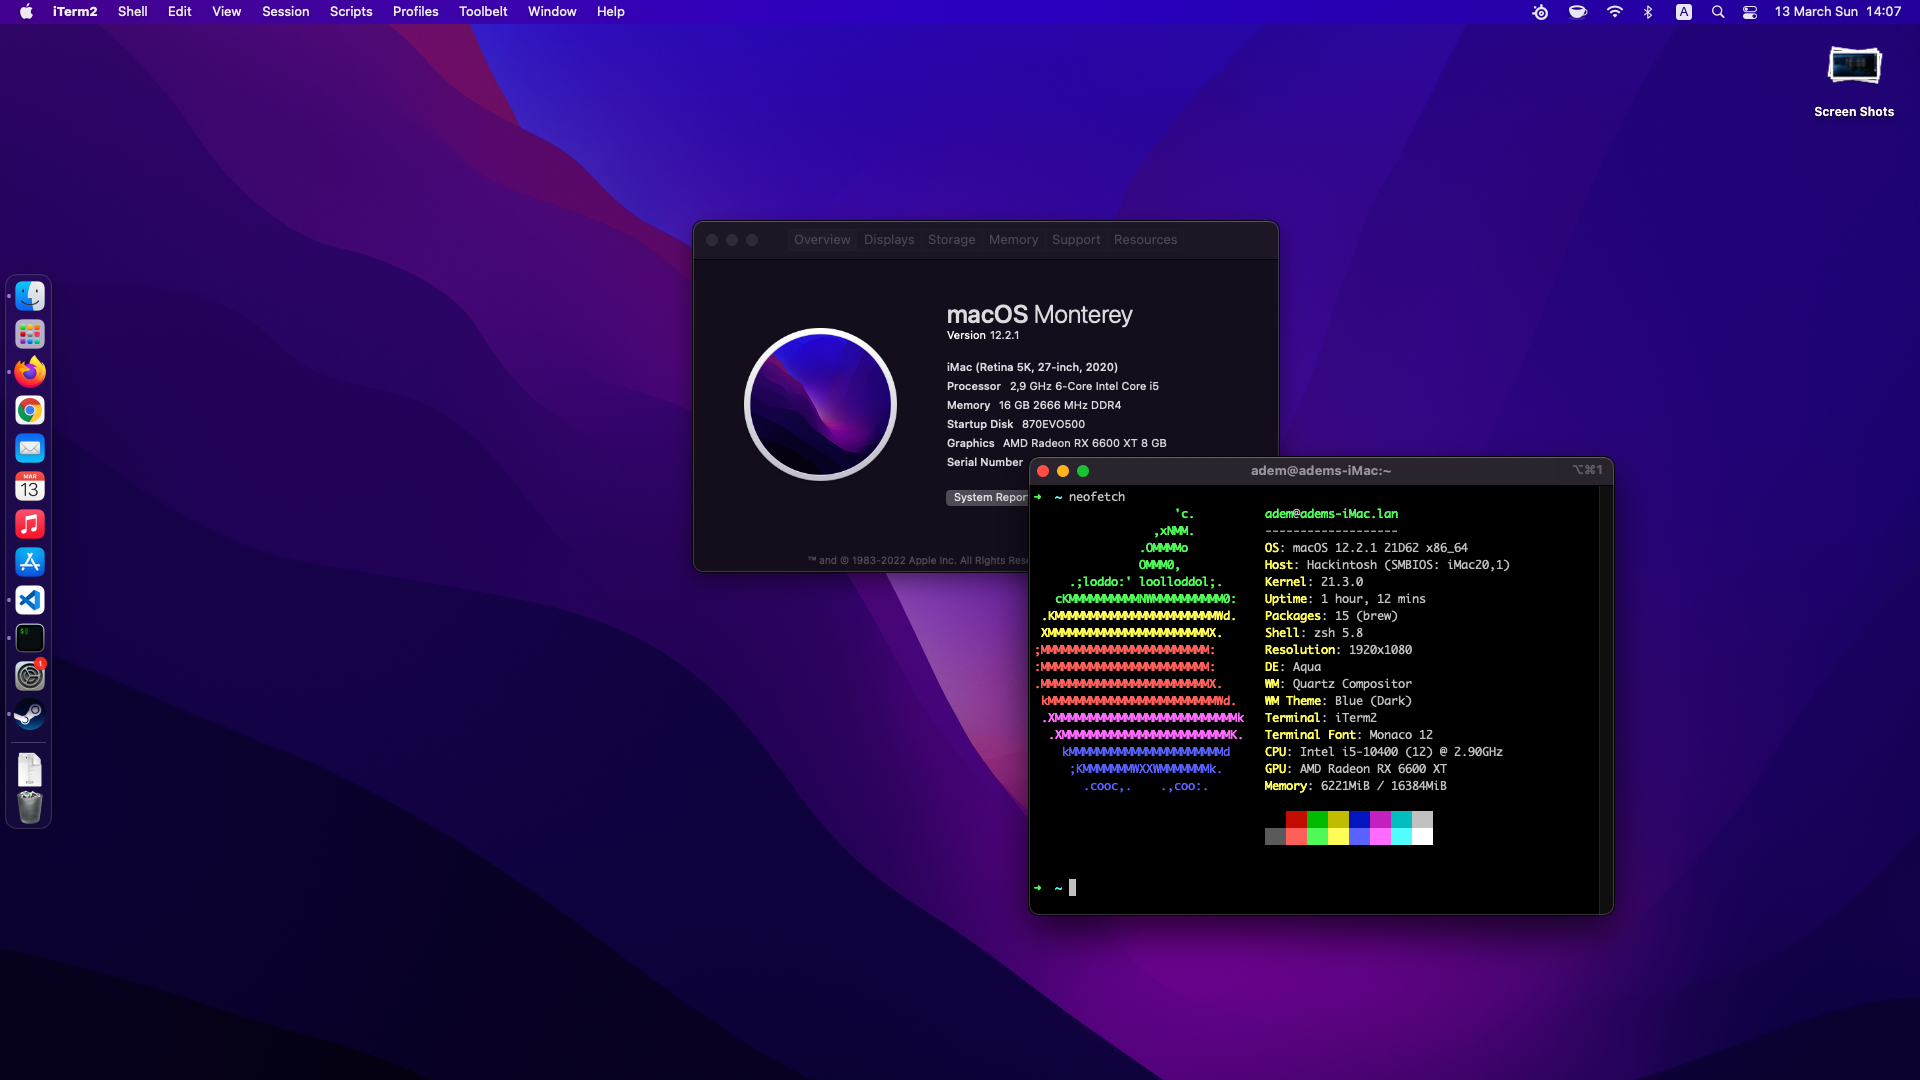 iTerm2 Shell Edit View Session Scripts Profiles Toolbelt Window Help
A 13 March Sun 14:07
Screen Shots
Overview Displays Storage Memory Support Resources
macOS Monterey
Version 12.2.1
iMac (Retina 5K, 27-inch, 2020)
Processor 2,9 GHz 6-Core Intel Core i5
Memory 16 GB 2666 MHz DDR4
Startup Disk 870EVO500
Graphics AMD Radeon RX 6600 XT 8 GB
Serial Number
System Repor
™ and © 1983-2022 Apple Inc. All Rights Rese
MAR
13
1
adem@adems-iMac:~
⌥⌘1
➜ ~ neofetch
'c.
,xNMM.
.OMMMMo
OMMM0,
.;loddo:' loolloddol;.
cKMMMMMMMMMMNWMMMMMMMMMM0:
.KMMMMMMMMMMMMMMMMMMMMMMMWd.
XMMMMMMMMMMMMMMMMMMMMMMMX.
;MMMMMMMMMMMMMMMMMMMMMMMM:
:MMMMMMMMMMMMMMMMMMMMMMMM:
.MMMMMMMMMMMMMMMMMMMMMMMMX.
kMMMMMMMMMMMMMMMMMMMMMMMMWd.
.XMMMMMMMMMMMMMMMMMMMMMMMMMMk
.XMMMMMMMMMMMMMMMMMMMMMMMMK.
kMMMMMMMMMMMMMMMMMMMMMMd
;KMMMMMMMWXXWMMMMMMMk.
.cooc,. .,coo:.
adem@adems-iMac.lan
-------------------
OS: macOS 12.2.1 21D62 x86_64
Host: Hackintosh (SMBIOS: iMac20,1)
Kernel: 21.3.0
Uptime: 1 hour, 12 mins
Packages: 15 (brew)
Shell: zsh 5.8
Resolution: 1920x1080
DE: Aqua
WM: Quartz Compositor
WM Theme: Blue (Dark)
Terminal: iTerm2
Terminal Font: Monaco 12
CPU: Intel i5-10400 (12) @ 2.90GHz
GPU: AMD Radeon RX 6600 XT
Memory: 6221MiB / 16384MiB
➜ ~